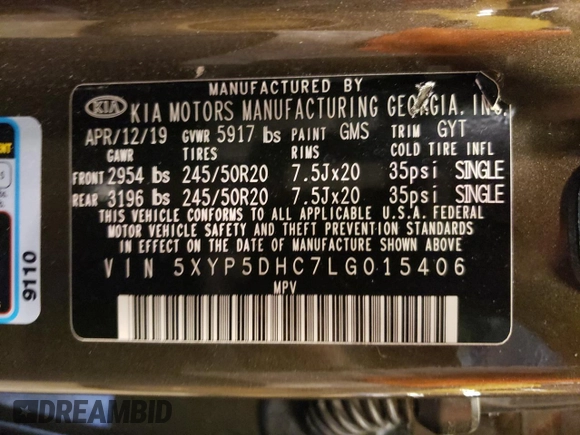 MANUFACTURED BY
KIA KIA MOTORS MANUFACTURING GEORGIA, INC.
APR/12/19 GVWR 5917 lbs PAINT GMS TRIM GYT
GAWR TIRES RIMS COLD TIRE INFL
FRONT 2954 lbs 245/50R20 7.5Jx20 35psi SINGLE
REAR 3196 lbs 245/50R20 7.5Jx20 35psi SINGLE
THIS VEHICLE CONFORMS TO ALL APPLICABLE U.S.A. FEDERAL
MOTOR VEHICLE SAFETY AND THEFT PREVENTION STANDARDS
IN EFFECT ON THE DATE OF MANUFACTURE SHOWN ABOVE
VIN 5XYP5DHC7LG015406
MPV
9110
DREAMBID